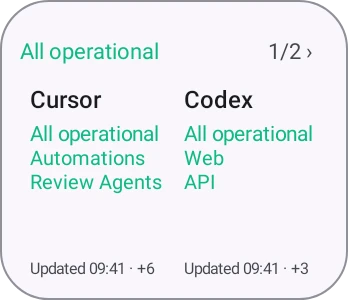 All operational
1/2 ›
Cursor
All operational
Automations
Review Agents
Updated 09:41 · +6
Codex
All operational
Web
API
Updated 09:41 · +3